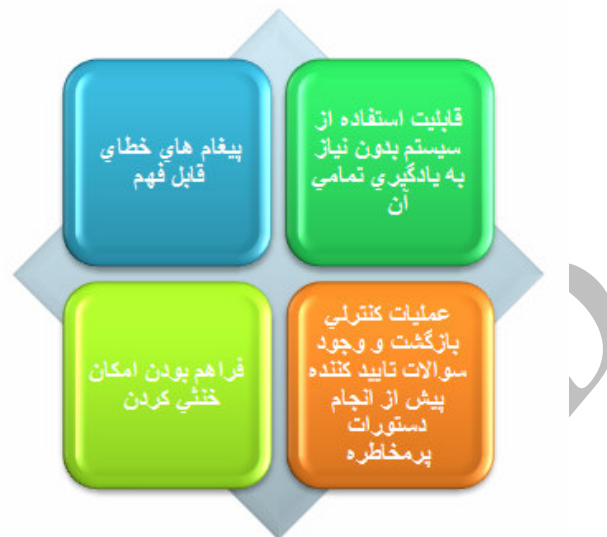 قابليت استفاده از
سيستم بدون نياز
به يادگيري تمامي
آن
پيغام هاي خطاي
قابل فهم
عمليات كنترلي
بازگشت و وجود
سوالات تاييد كننده
پيش از انجام
دستورات
پرمخاطره
فراهم بودن امكان
خنثي كردن